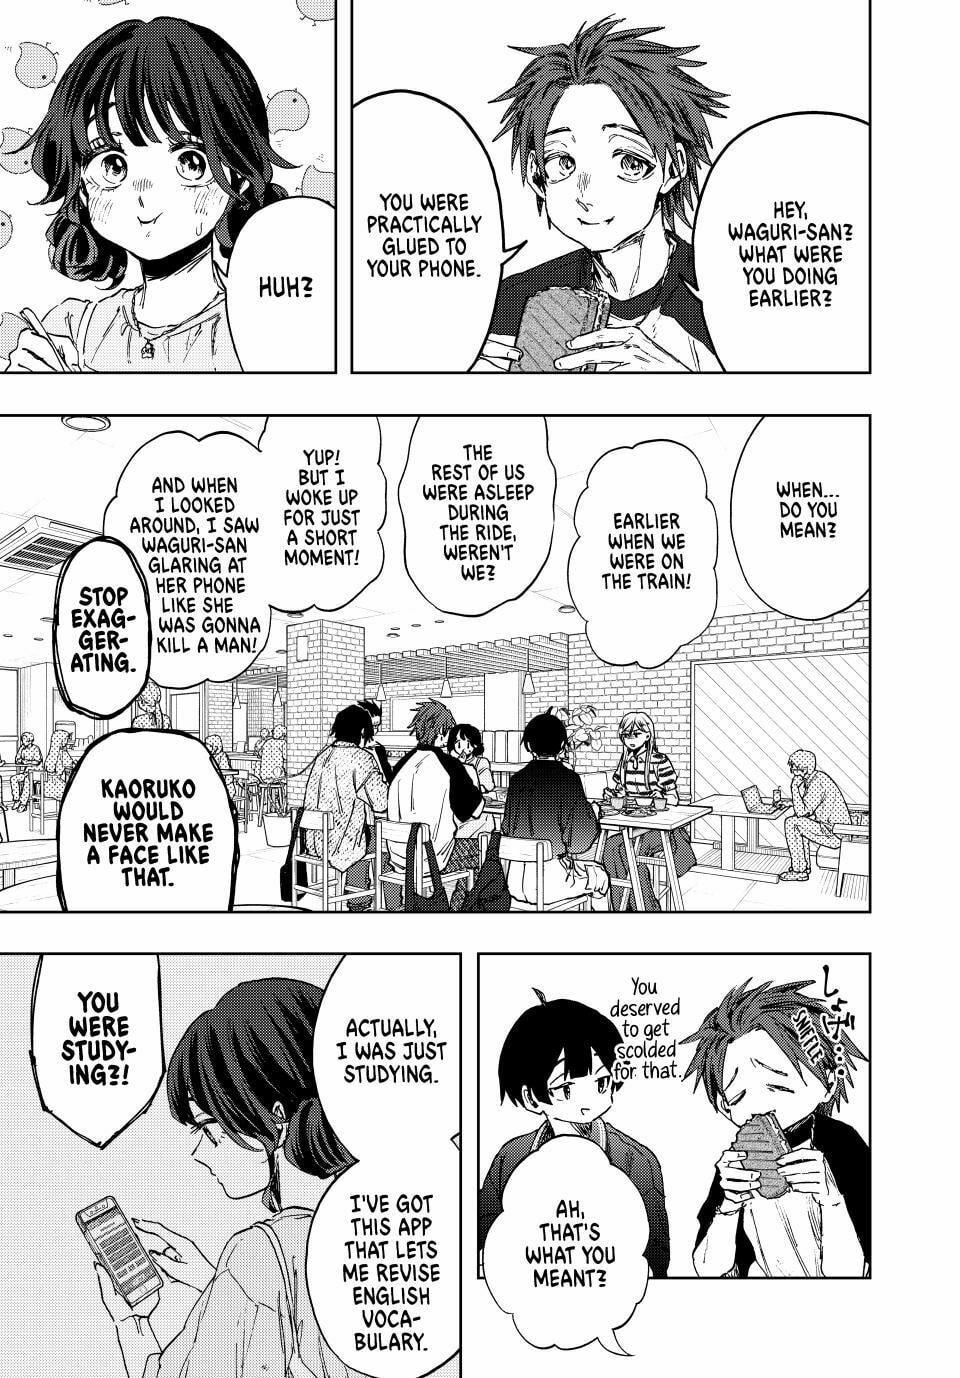 HEY,
WAGURI-SAN?
WHAT WERE
YOU DOING
EARLIER?
YOU WERE
PRACTICALLY
GLUED TO
YOUR PHONE.
HUH?
WHEN...
DO YOU
MEAN?
EARLIER
WHEN WE
WERE ON
THE TRAIN!
THE
REST OF US
WERE ASLEEP
DURING
THE RIDE,
WEREN'T
WE?
YUP!
BUT I
WOKE UP
FOR JUST
A SHORT
MOMENT!
AND WHEN
I LOOKED
AROUND, I SAW
WAGURI-SAN
GLARING AT
HER PHONE
LIKE SHE
WAS GONNA
KILL A MAN!
STOP
EXAG-
GER-
ATING.
KAORUKO
WOULD
NEVER MAKE
A FACE LIKE
THAT.
しょげ…
SNIFFLE
You
deserved
to get
scolded
for that.
AH,
THAT'S
WHAT YOU
MEANT?
ACTUALLY,
I WAS JUST
STUDYING.
I'VE GOT
THIS APP
THAT LETS
ME REVISE
ENGLISH
VOCA-
BULARY.
YOU
WERE
STUDY-
ING?!